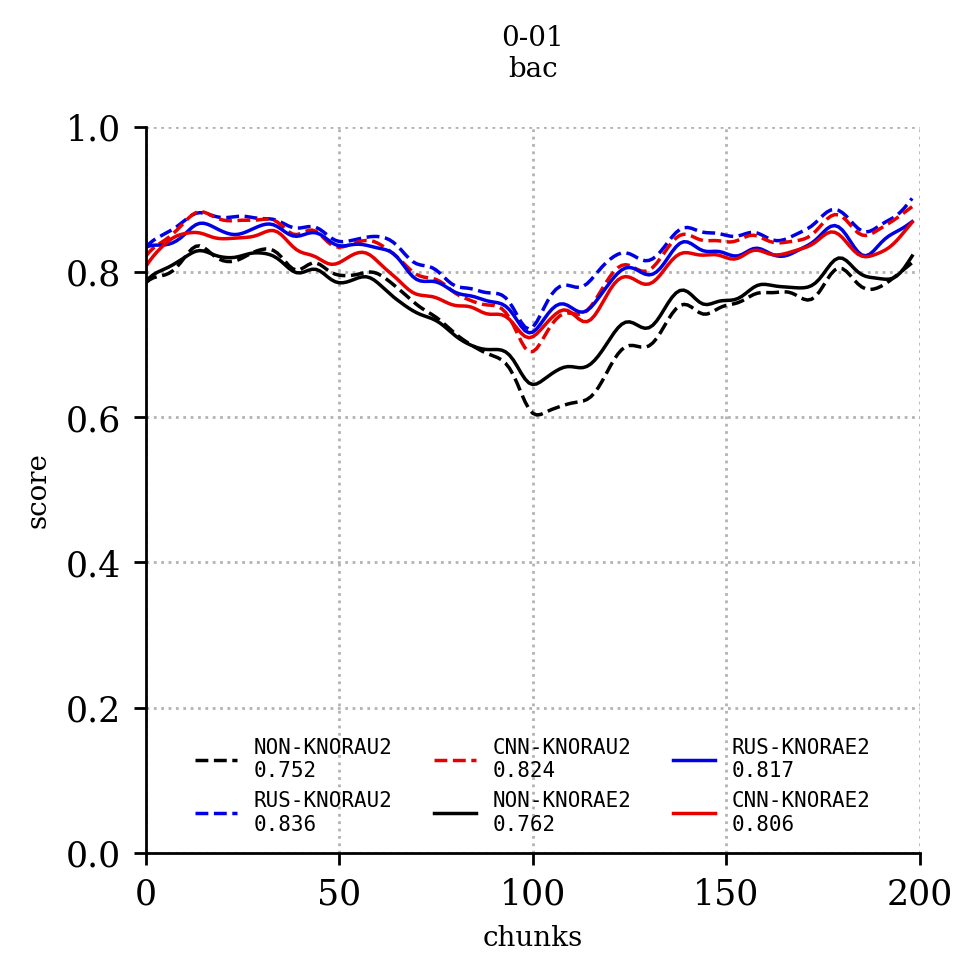 0-01
bac
1.0
0.8
0.6
0.4
0.2
0.0
score
NON-KNORAU2
0.752
RUS-KNORAU2
0.836
CNN-KNORAU2
0.824
NON-KNORAE2
0.762
RUS-KNORAE2
0.817
CNN-KNORAE2
0.806
0 50 100 150 200
chunks